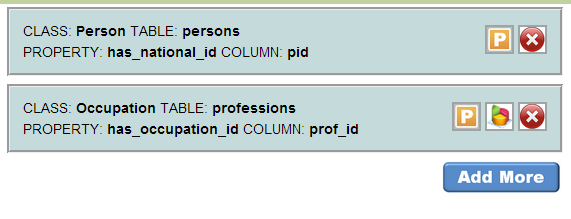 CLASS: Person TABLE: persons
PROPERTY: has_national_id COLUMN: pid
P
CLASS: Occupation TABLE: professions
PROPERTY: has_occupation_id COLUMN: prof_id
P
Add More